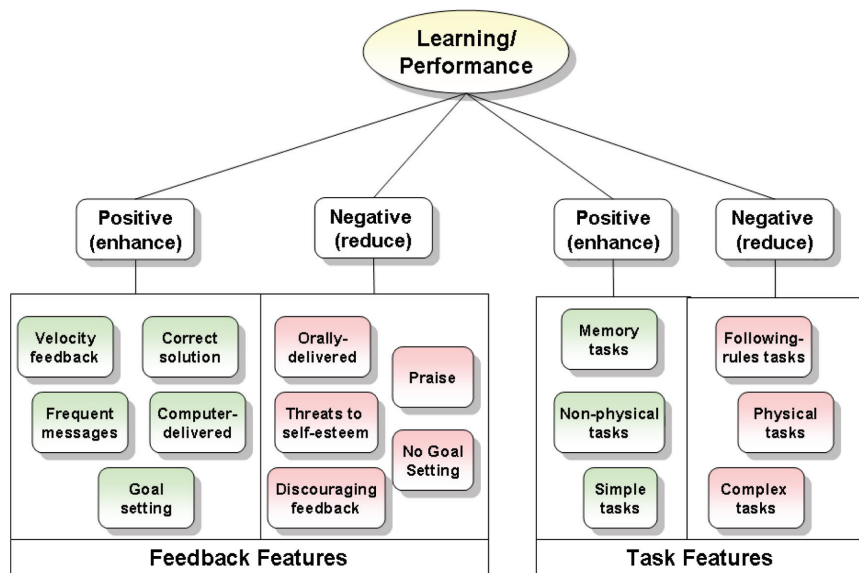 Learning/
Performance
Positive
(enhance)
Negative
(reduce)
Positive
(enhance)
Negative
(reduce)
Velocity
feedback
Correct
solution
Frequent
messages
Computer-
delivered
Goal
setting
Orally-
delivered
Praise
Threats to
self-esteem
No Goal
Setting
Discouraging
feedback
Memory
tasks
Non-physical
tasks
Simple
tasks
Following-
rules tasks
Physical
tasks
Complex
tasks
Feedback Features
Task Features